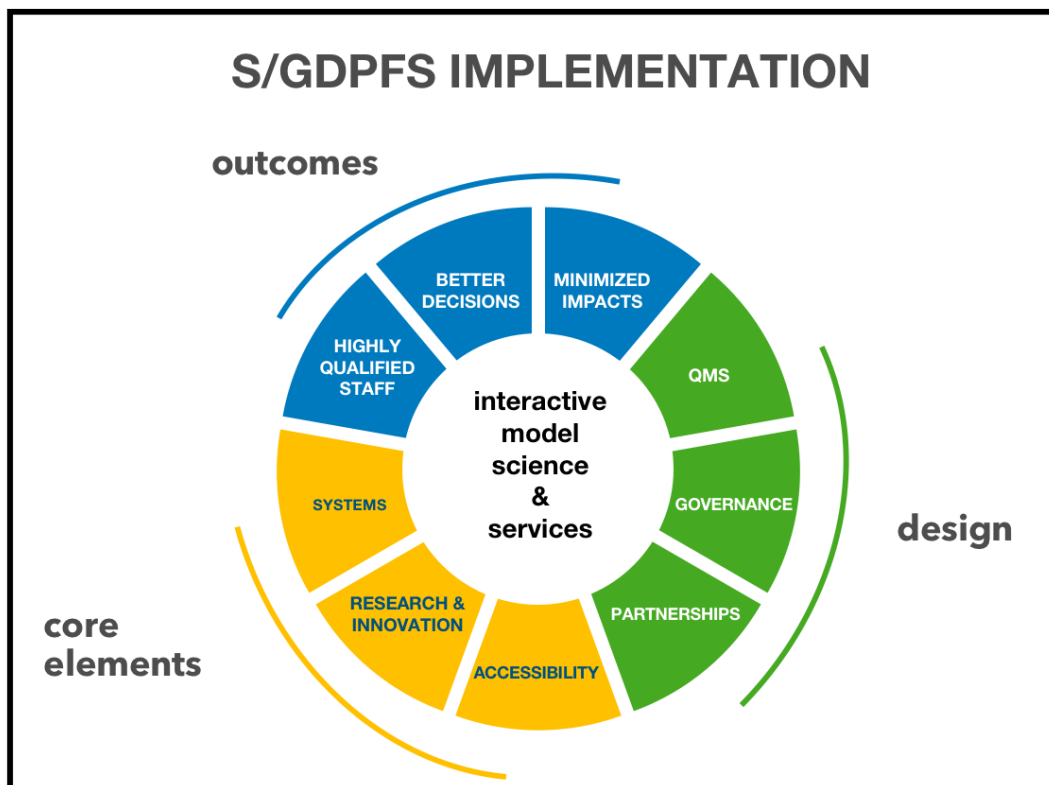 S/GDPFS IMPLEMENTATION
outcomes
BETTER
DECISIONS
MINIMIZED
IMPACTS
HIGHLY
QUALIFIED
STAFF
QMS
interactive
model
science
&
services
SYSTEMS
GOVERNANCE
design
RESEARCH &
INNOVATION
PARTNERSHIPS
core
elements
ACCESSIBILITY